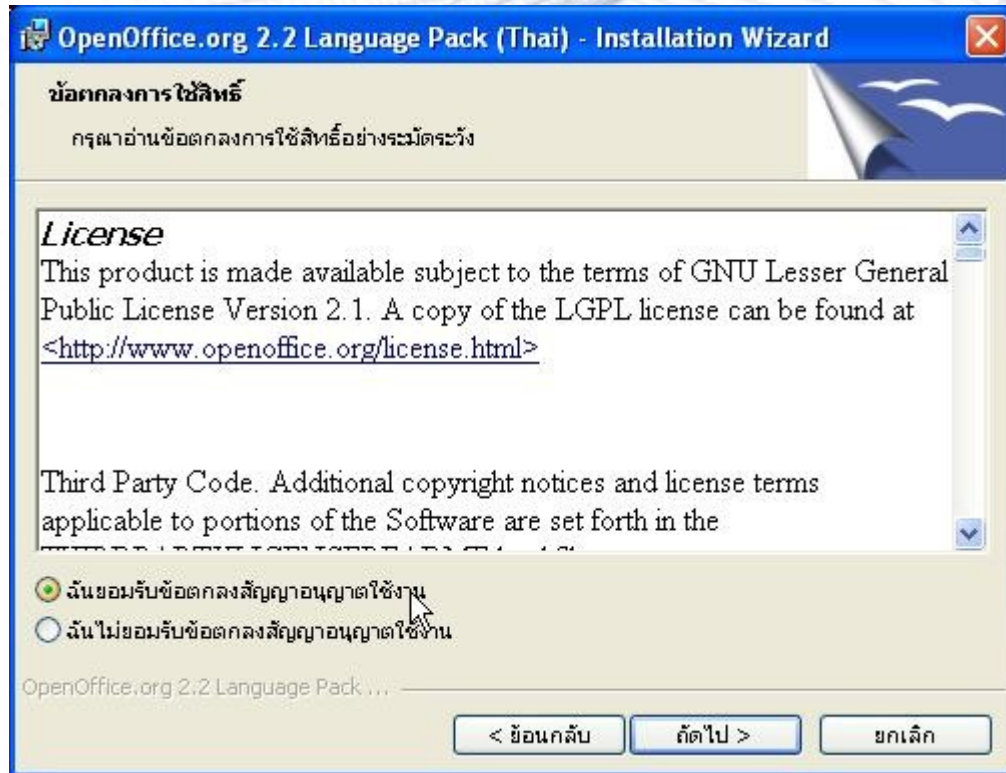 OpenOffice.org 2.2 Language Pack (Thai) - Installation Wizard
ข้อตกลงการใช้สิทธิ์
กรุณาอ่านข้อตกลงการใช้สิทธิ์อย่างระมัดระวัง
License
This product is made available subject to the terms of GNU Lesser General
Public License Version 2.1. A copy of the LGPL license can be found at
<http://www.openoffice.org/license.html>
Third Party Code. Additional copyright notices and license terms
applicable to portions of the Software are set forth in the
ฉันยอมรับข้อตกลงสัญญาอนุญาตใช้งาน
ฉันไม่ยอมรับข้อตกลงสัญญาอนุญาตใช้งาน
OpenOffice.org 2.2 Language Pack ...
< ย้อนกลับ
ถัดไป >
ยกเลิก